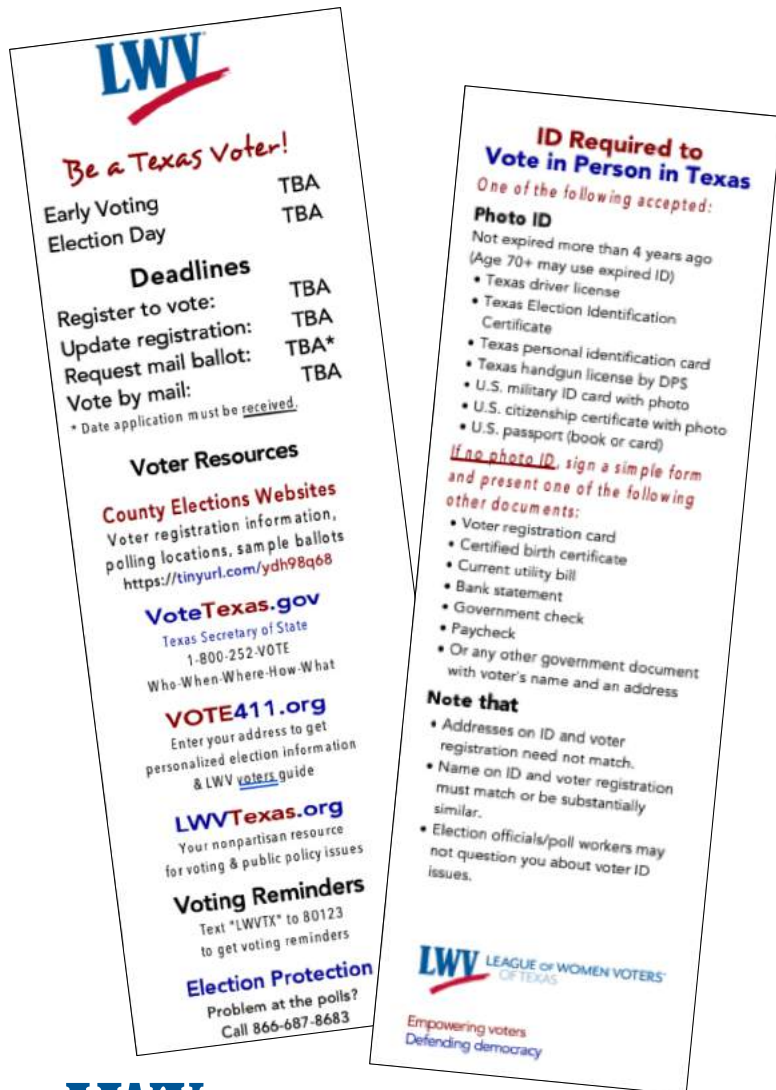 LWV
Be a Texas Voter!
Early Voting TBA
Election Day TBA
Deadlines
Register to vote: TBA
Update registration: TBA
Request mail ballot: TBA*
Vote by mail: TBA
* Date application must be received.
Voter Resources
County Elections Websites
Voter registration information,
polling locations, sample ballots
https://tinyurl.com/ydh98q68
VoteTexas.gov
Texas Secretary of State
1-800-252-VOTE
Who-When-Where-How-What
VOTE411.org
Enter your address to get
personalized election information
& LWV voters guide
LWVTexas.org
Your nonpartisan resource
for voting & public policy issues
Voting Reminders
Text "LWVTX" to 80123
to get voting reminders
Election Protection
Problem at the polls?
Call 866-687-8683
ID Required to
Vote in Person in Texas
One of the following accepted:
Photo ID
Not expired more than 4 years ago
(Age 70+ may use expired ID)
• Texas driver license
• Texas Election Identification
Certificate
• Texas personal identification card
• Texas handgun license by DPS
• U.S. military ID card with photo
• U.S. citizenship certificate with photo
• U.S. passport (book or card)
If no photo ID, sign a simple form
and present one of the following
other documents:
• Voter registration card
• Certified birth certificate
• Current utility bill
• Bank statement
• Government check
• Paycheck
• Or any other government document
with voter's name and an address
Note that
• Addresses on ID and voter
registration need not match.
• Name on ID and voter registration
must match or be substantially
similar.
• Election officials/poll workers may
not question you about voter ID
issues.
LWV LEAGUE OF WOMEN VOTERS®
OF TEXAS
Empowering voters
Defending democracy
LWV